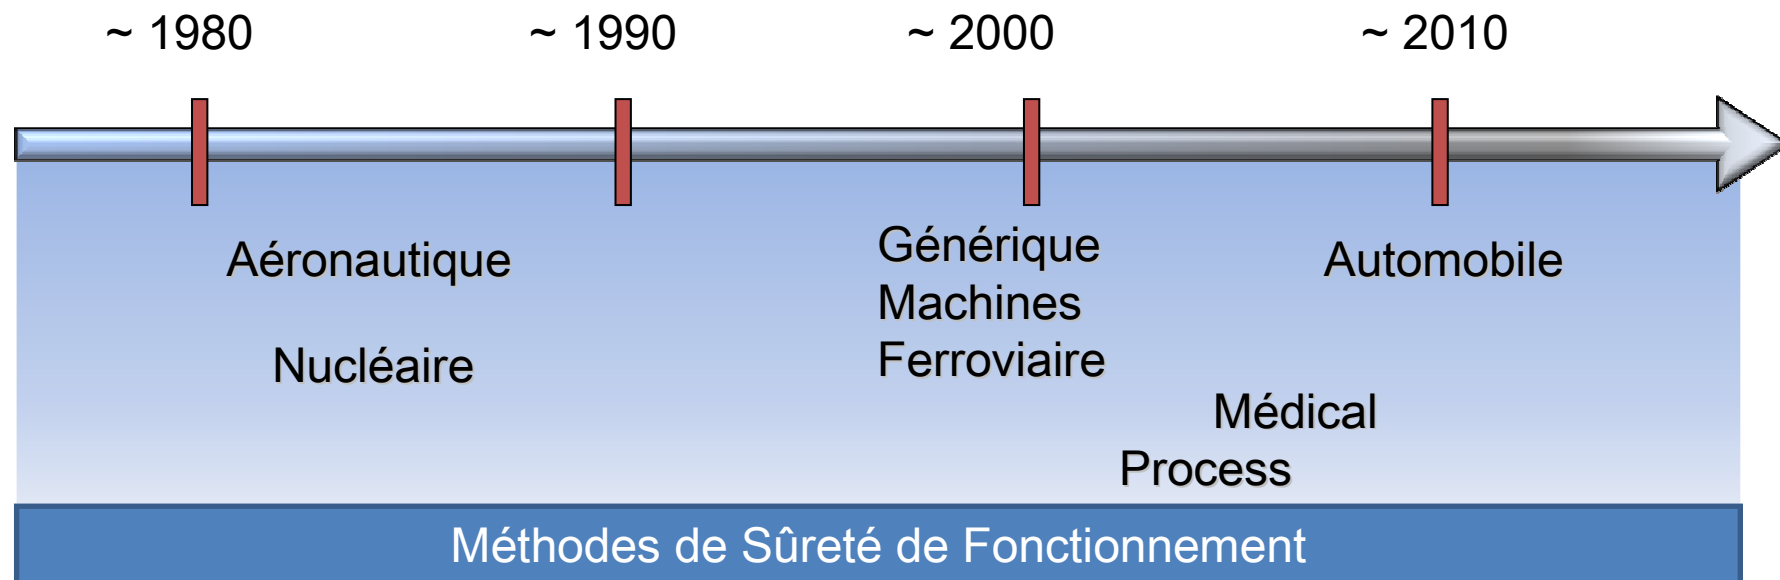 ~ 1980
~ 1990
~ 2000
~ 2010
Aéronautique
Nucléaire
Générique
Machines
Ferroviaire
Automobile
Médical
Process
Méthodes de Sûreté de Fonctionnement